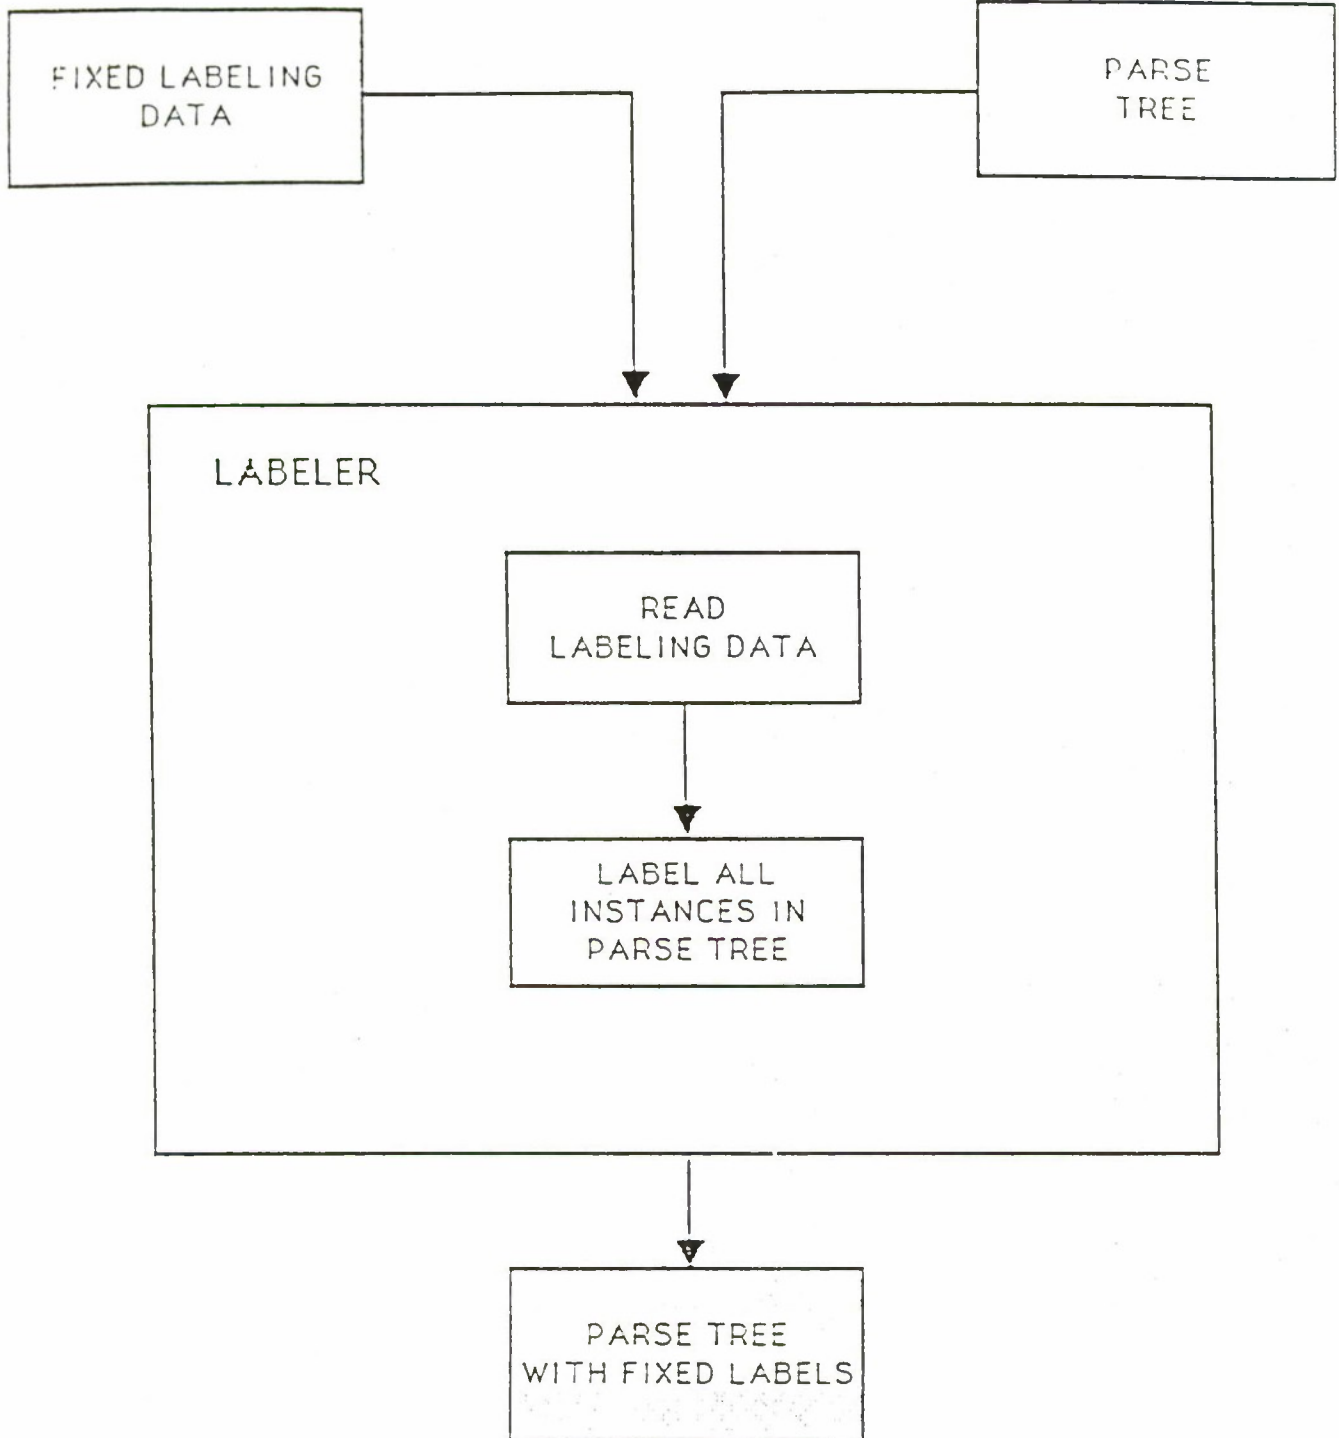 FIXED LABELING
DATA
PARSE
TREE
LABELER
READ
LABELING DATA
LABEL ALL
INSTANCES IN
PARSE TREE
PARSE TREE
WITH FIXED LABELS